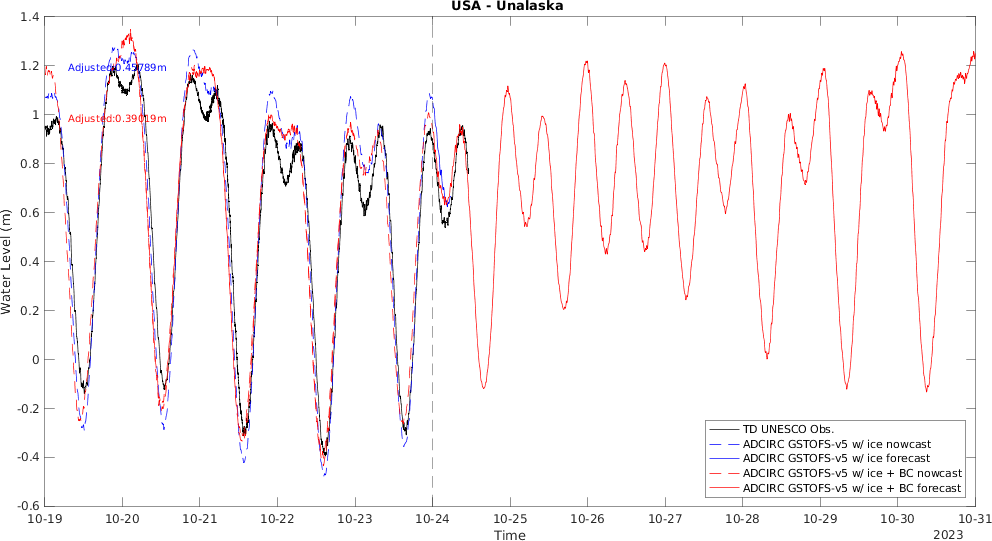 USA - Unalaska
1.4
1.2
1
0.8
0.6
0.4
0.2
0
-0.2
-0.4
-0.6
Water Level (m)
Adjusted:0.45789m
Adjusted:0.39019m
TD UNESCO Obs.
ADCIRC GSTOFS-v5 w/ ice nowcast
ADCIRC GSTOFS-v5 w/ ice forecast
ADCIRC GSTOFS-v5 w/ ice + BC nowcast
ADCIRC GSTOFS-v5 w/ ice + BC forecast
10-19 10-20 10-21 10-22 10-23 10-24 10-25 10-26 10-27 10-28 10-29 10-30 10-31
Time
2023